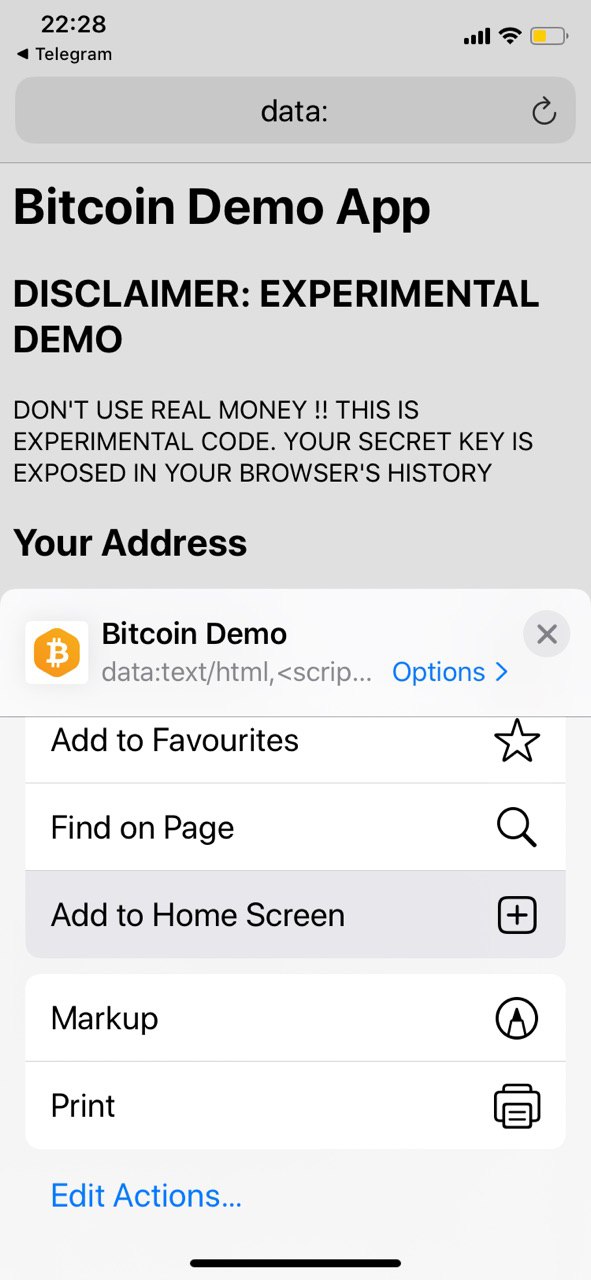 22:28
◀ Telegram
data:
Bitcoin Demo App
DISCLAIMER: EXPERIMENTAL
DEMO
DON'T USE REAL MONEY !! THIS IS
EXPERIMENTAL CODE. YOUR SECRET KEY IS
EXPOSED IN YOUR BROWSER'S HISTORY
Your Address
Bitcoin Demo
data:text/html,<scrip... Options >
Add to Favourites
Find on Page
Add to Home Screen
Markup
Print
Edit Actions...